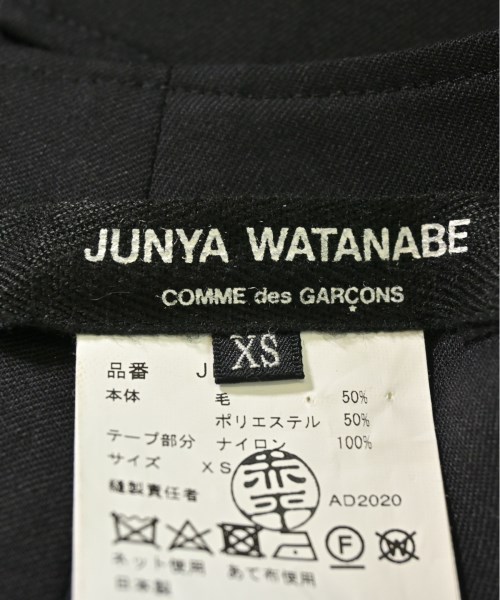 JUNYA WATANABE
COMME des GARÇONS
XS
品番 J
本体 毛 50%
ポリエステル 50%
テープ部分 ナイロン 100%
サイズ XS
縫製責任者
AD2020
F
W
ネット使用 あて布使用
日本製